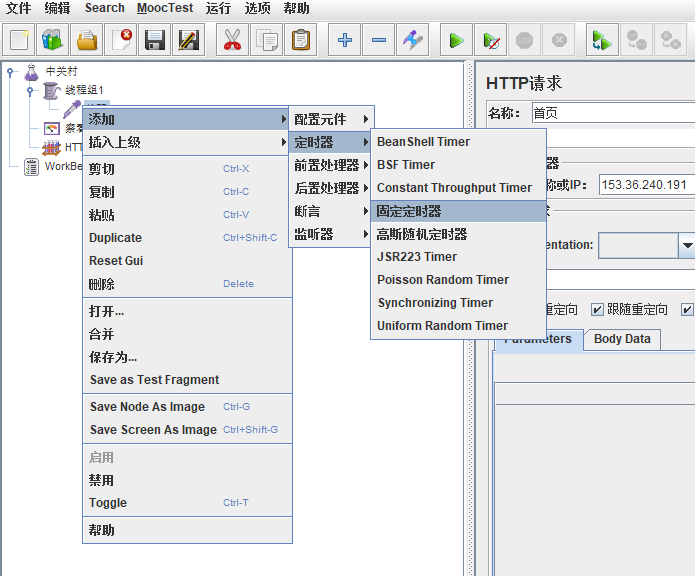 文件 编辑 Search MoocTest 运行 选项 帮助
中关村
线程组1
HTT
WorkBe
添加
插入上级
剪切 Ctrl-X
复制 Ctrl-C
粘贴 Ctrl-V
Duplicate Ctrl+Shift-C
Reset Gui
删除 Delete
打开...
合并
保存为...
Save as Test Fragment
Save Node As Image Ctrl-G
Save Screen As Image Ctrl+Shift-G
启用
禁用
Toggle Ctrl-T
帮助
配置元件
定时器
前置处理器
后置处理器
断言
监听器
BeanShell Timer
BSF Timer
Constant Throughput Timer
固定定时器
高斯随机定时器
JSR223 Timer
Poisson Random Timer
Synchronizing Timer
Uniform Random Timer
HTTP请求
名称： 首页
器
称或IP： 153.36.240.191
求
entation:
重定向 跟随重定向
Parameters Body Data